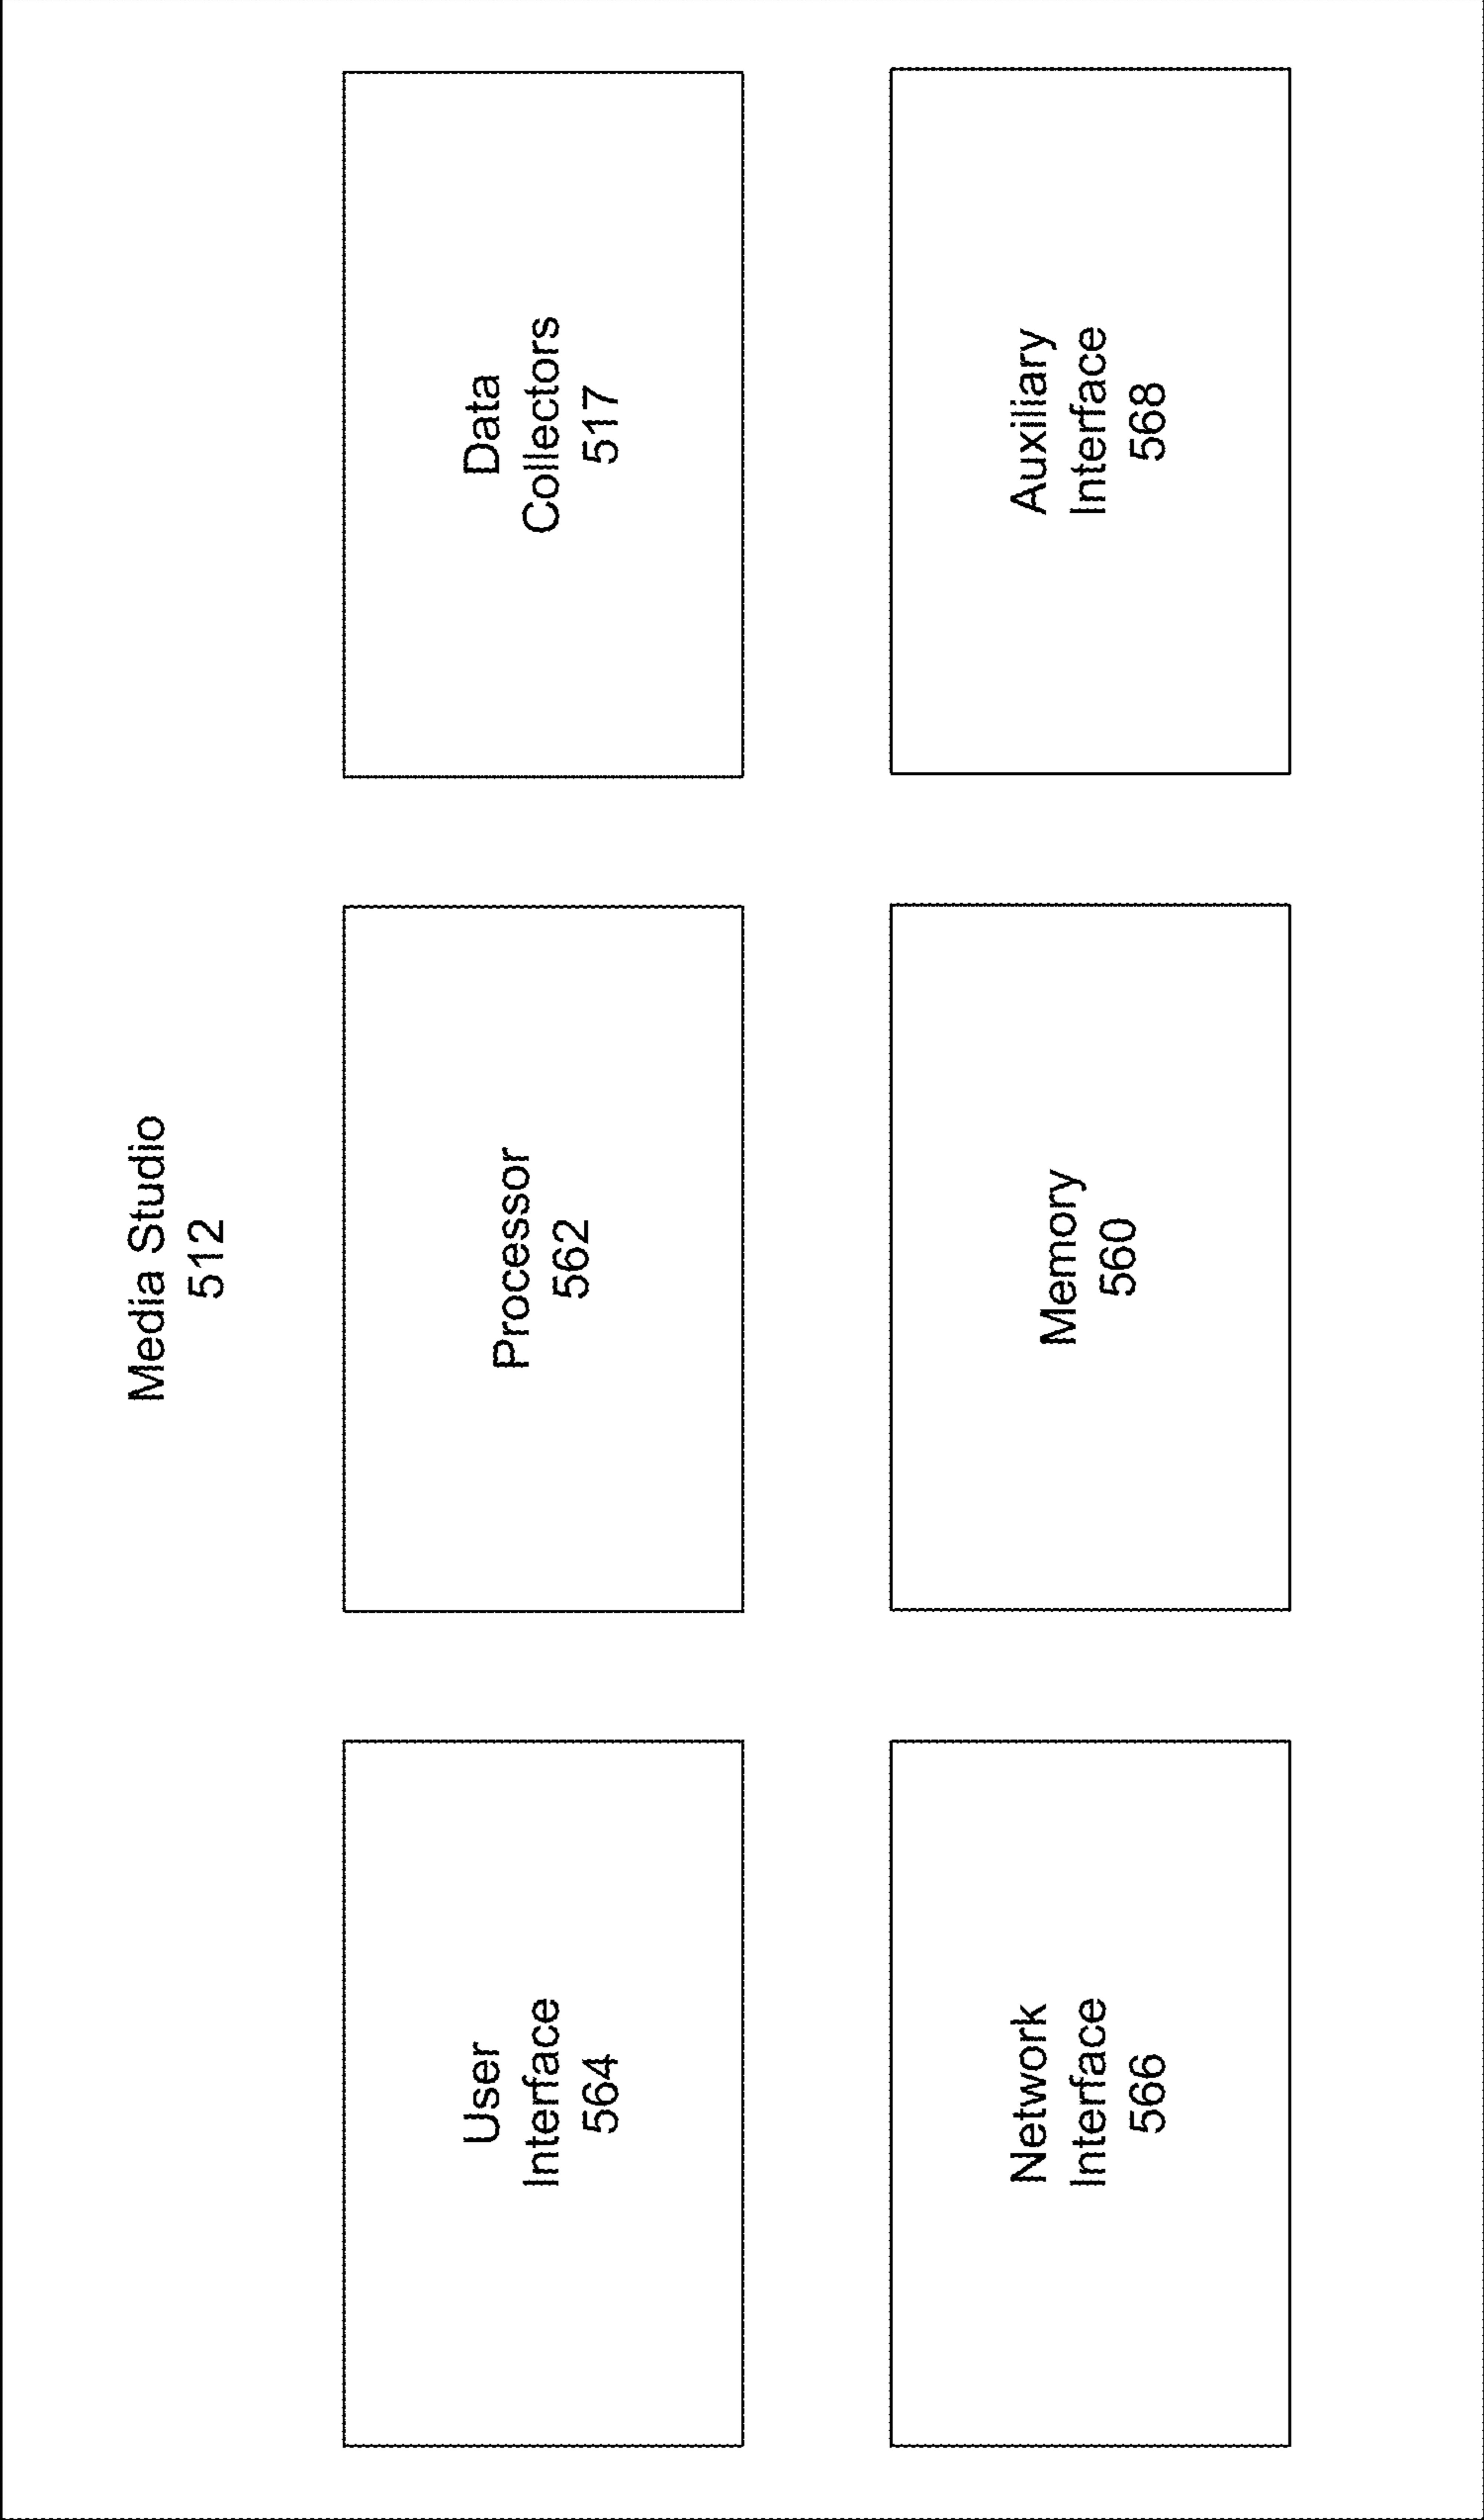 Media Studio
512
User
Interface
564
Processor
562
Data
Collectors
517
Network
Interface
566
Memory
560
Auxiliary
Interface
568